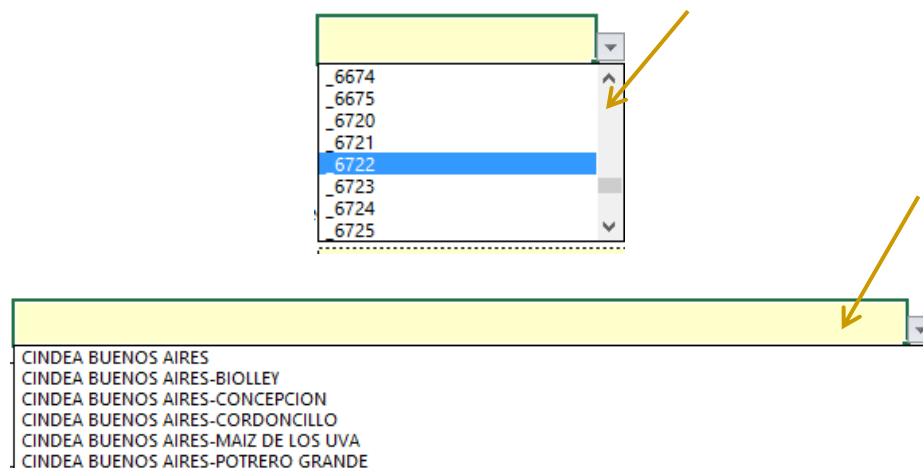 _6674
_6675
_6720
_6721
_6722
_6723
_6724
_6725
CINDEA BUENOS AIRES
CINDEA BUENOS AIRES-BIOLLEY
CINDEA BUENOS AIRES-CONCEPCION
CINDEA BUENOS AIRES-CORDONCILLO
CINDEA BUENOS AIRES-MAIZ DE LOS UVA
CINDEA BUENOS AIRES-POTRERO GRANDE